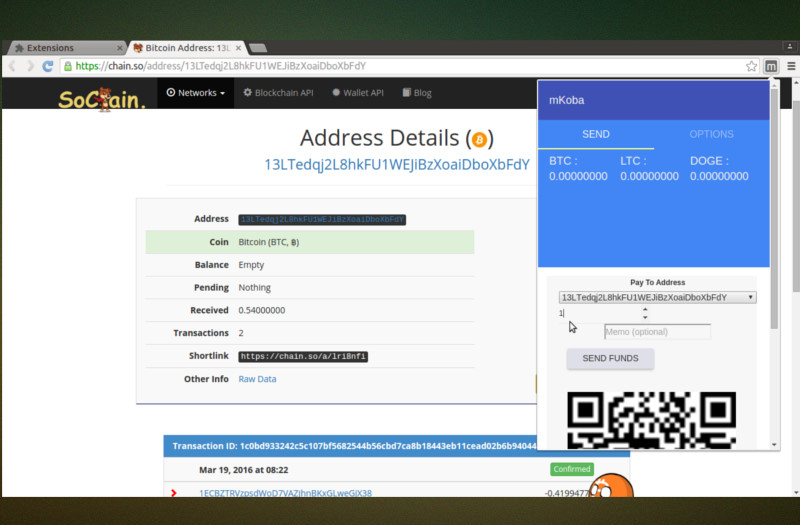 Extensions
Bitcoin Address: 13L
https://chain.so/address/13LTedqj2L8hkFU1WEJiBzXoaiDboXbFdY
SoChain.
Networks
Blockchain API
Wallet API
Blog
Address Details
13LTedqj2L8hkFU1WEJiBzXoaiDboXbFdY
Address 13LTedqj2L8hkFU1WEJiBzXoaiDboXbFdY
Coin Bitcoin (BTC, ฿)
Balance Empty
Pending Nothing
Received 0.54000000
Transactions 2
Shortlink https://chain.so/a/lri8nfi
Other Info Raw Data
Transaction ID: 1c0bd933242c5c107bf5682544b56cbd7ca8b18443eb11cead02b6b94044
Mar 19, 2016 at 08:22
Confirmed
1ECBZTRVzpsdWoD7VAZJhnBKxGLweGiX38
-0.4199477
mKoba
SEND OPTIONS
BTC : LTC : DOGE :
0.00000000 0.00000000 0.00000000
Pay To Address
13LTedqj2L8hkFU1WEJiBzXoaiDboXbFdY
1
Memo (optional)
SEND FUNDS